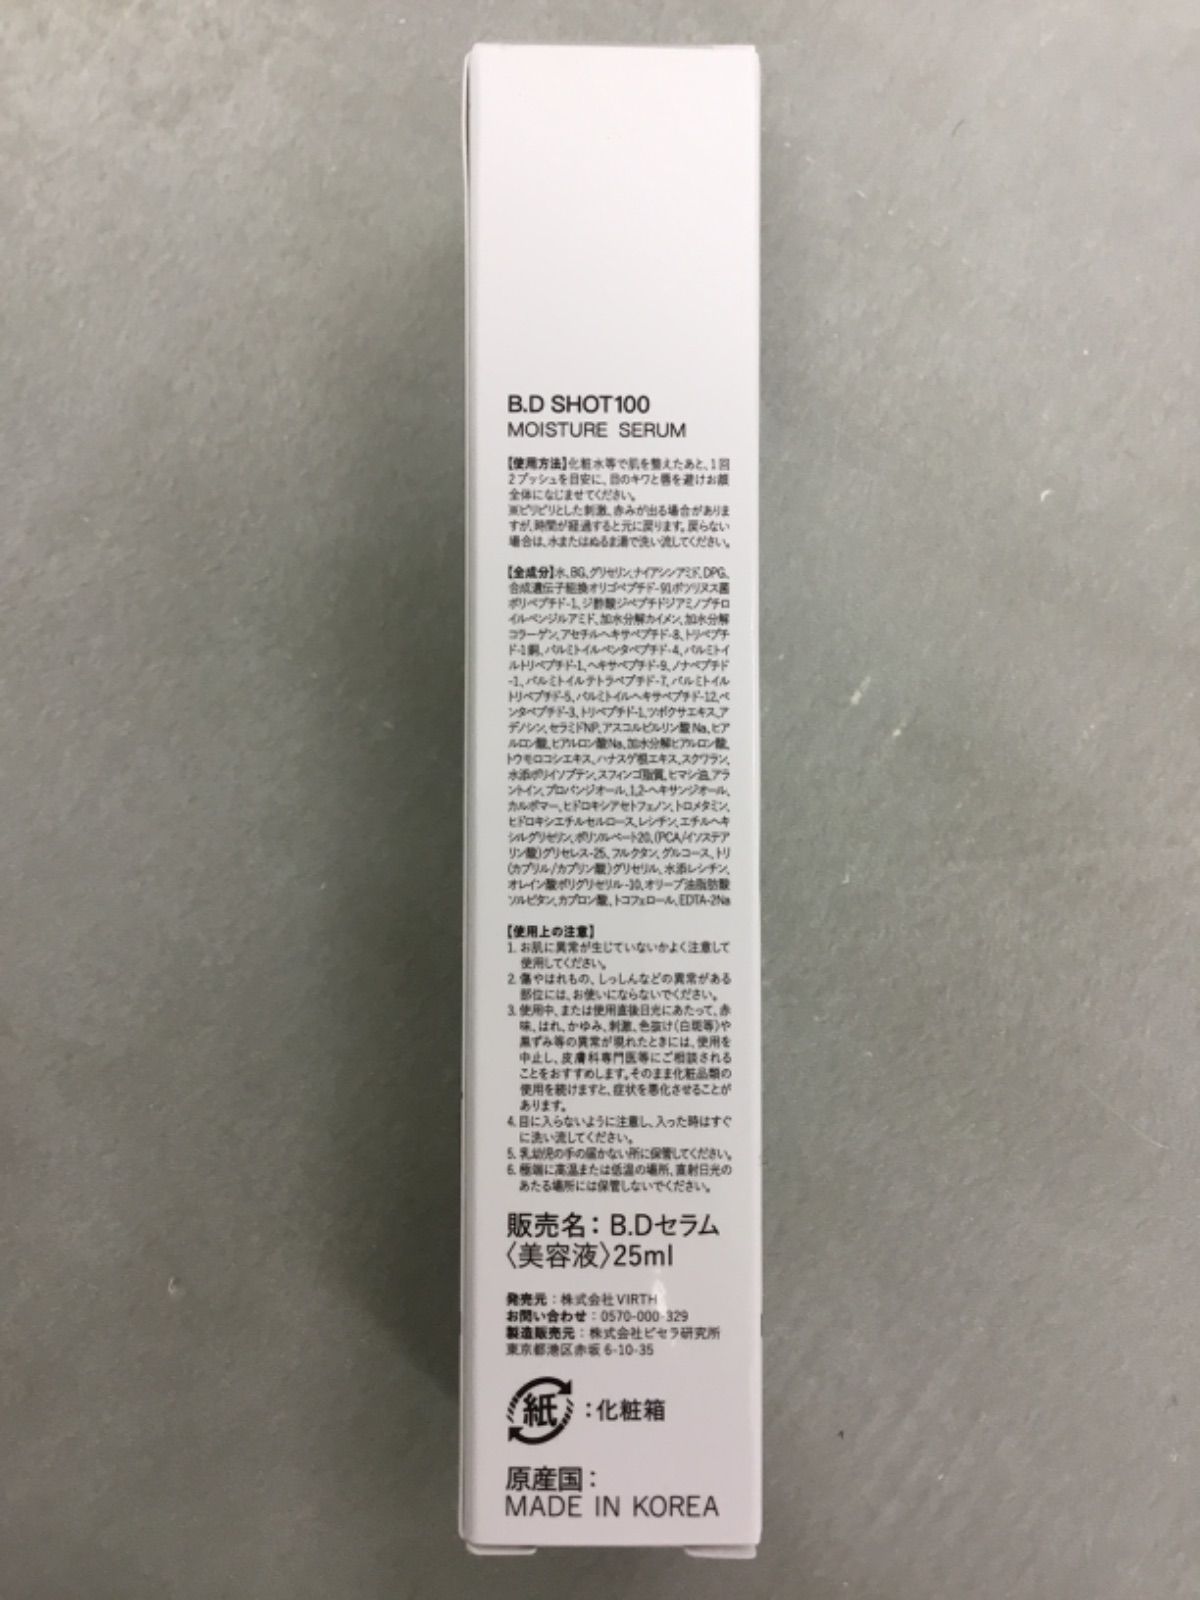 B.D SHOT100
MOISTURE SERUM
【使用方法】化粧水等で肌を整えたあと、1回
2プッシュを目安に、目のキワと唇を避けお顔
全体になじませてください。
※ピリピリとした刺激、赤みが出る場合がありま
すが、時間が経過すると元に戻ります。戻らない
場合は、水またはぬるま湯で洗い流してください。
【全成分】水、BG、グリセリン、ナイアシンアミド、DPG、
合成遺伝子組換オリゴペプチド-91ボツリヌス菌
ポリペプチド-1、ジ酢酸ジペプチドジアミノブチロ
イルベンジルアミド、加水分解カイメン、加水分解
コラーゲン、アセチルヘキサペプチド-8、トリペプチ
ド-1銅、パルミトイルペンタペプチド-4、パルミトイ
ルトリペプチド-1、ヘキサペプチド-9、ノナペプチド
-1、パルミトイルテトラペプチド-7、パルミトイル
トリペプチド-5、パルミトイルヘキサペプチド-12、ペ
ンタペプチド-3、トリペプチド-1、ツボクサエキス、ア
デノシン、セラミドNP、アスコルビルリン酸Na、ヒア
ルロン酸、ヒアルロン酸Na、加水分解ヒアルロン酸、
トウモロコシエキス、ハナスゲ根エキス、スクワラン、
水添ポリイソブテン、スフィンゴ脂質、ヒマシ油、アラ
ントイン、プロパンジオール、1,2-ヘキサンジオール、
カルボマー、ヒドロキシアセトフェノン、トロメタミン、
ヒドロキシエチルセルロース、レシチン、エチルヘキ
シルグリセリン、ポリソルベート20、(PCA/イソステア
リン酸)グリセレス-25、フルクタン、グルコース、トリ
(カプリル/カプリン酸)グリセリル、水添レシチン、
オレイン酸ポリグリセリル-10、オリーブ油脂肪酸
ソルビタン、カプロン酸、トコフェロール、EDTA-2Na
【使用上の注意】
1. お肌に異常が生じていないかよく注意して
使用してください。
2. 傷やはれもの、しっしんなどの異常がある
部位には、お使いにならないでください。
3. 使用中、または使用直後日光にあたって、赤
味、はれ、かゆみ、刺激、色抜け(白斑等)や
黒ずみ等の異常が現れたときには、使用を
中止し、皮膚科専門医等にご相談される
ことをおすすめします。そのまま化粧品類の
使用を続けますと、症状を悪化させることが
あります。
4. 目に入らないように注意し、入った時はすぐ
に洗い流してください。
5. 乳幼児の手の届かない所に保管してください。
6. 極端に高温または低温の場所、直射日光の
あたる場所には保管しないでください。
販売名：B.Dセラム
〈美容液〉25ml
発売元：株式会社VIRTH
お問い合わせ：0570-000-329
製造販売元：株式会社ピセラ研究所
東京都港区赤坂6-10-35
紙：化粧箱
原産国：
MADE IN KOREA